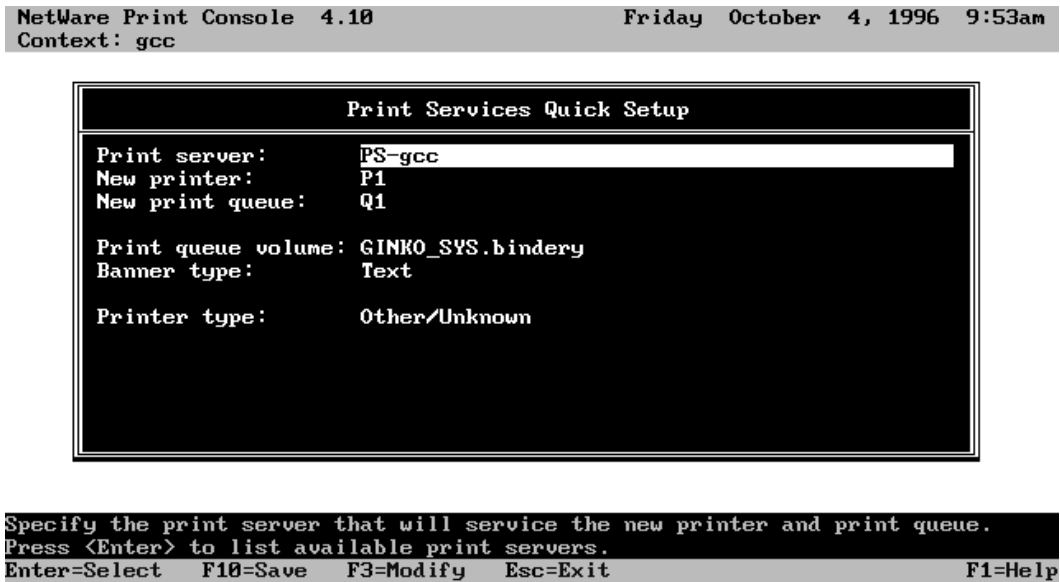 NetWare Print Console 4.10 Friday October 4, 1996 9:53am
Context: gcc
Print Services Quick Setup
Print server: PS-gcc
New printer: P1
New print queue: Q1
Print queue volume: GINKO_SYS.bindery
Banner type: Text
Printer type: Other/Unknown
Specify the print server that will service the new printer and print queue.
Press <Enter> to list available print servers.
Enter=Select F10=Save F3=Modify Esc=Exit F1=Help